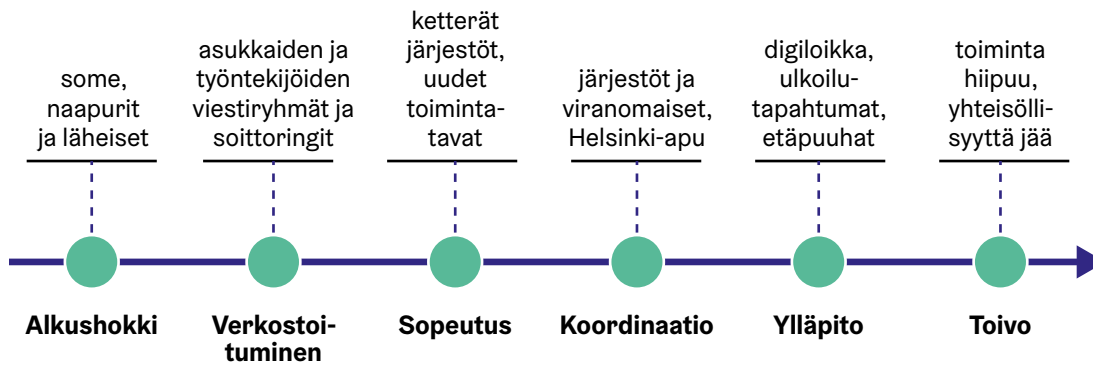 some,
naapurit
ja läheiset
asukkaiden ja
työntekijöiden
viestiryhmät ja
soittoringit
ketterät
järjestöt,
uudet
toiminta-
tavat
järjestöt ja
viranomaiset,
Helsinki-apu
digiloikka,
ulkoilu-
tapahtumat,
etäpuuhat
toiminta
hiipuu,
yhteisölli-
syyttä jää
Alkushokki
Verkostoi-
tuminen
Sopeutus
Koordinaatio
Ylläpito
Toivo